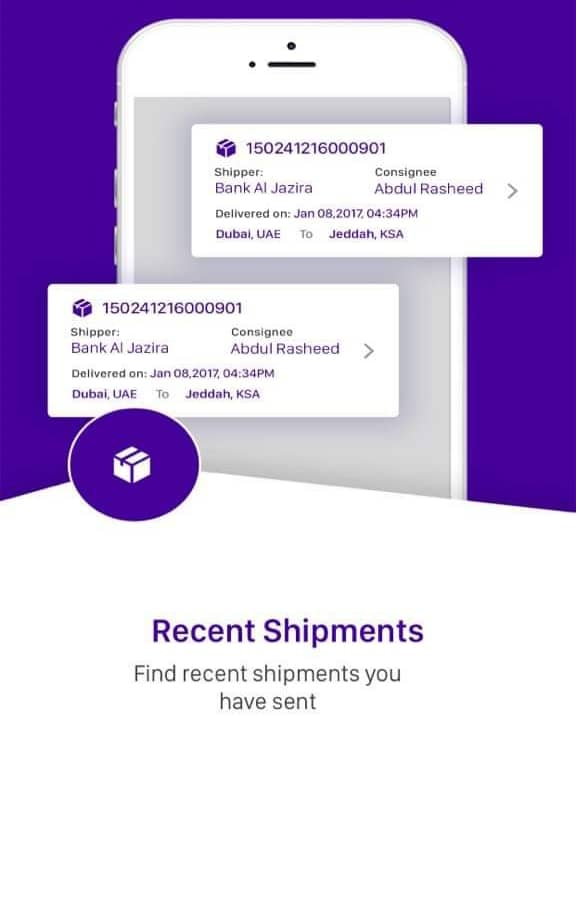 150241216000901
Shipper: Consignee
Bank Al Jazira Abdul Rasheed
Delivered on: Jan 08,2017, 04:34PM
Dubai, UAE To Jeddah, KSA
150241216000901
Shipper: Consignee
Bank Al Jazira Abdul Rasheed
Delivered on: Jan 08,2017, 04:34PM
Dubai, UAE To Jeddah, KSA
Recent Shipments
Find recent shipments you
have sent